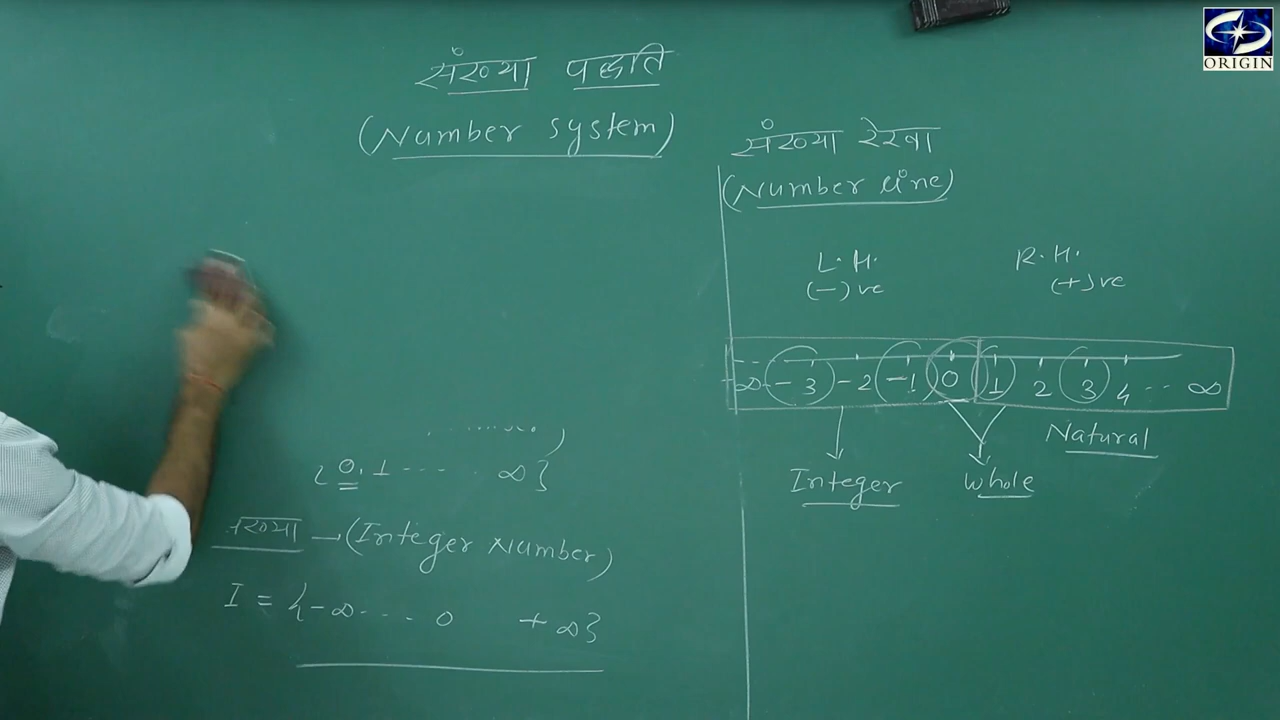 ORIGIN
संख्या पद्धति
(Number system)
{0, 1 ---- . ∞}
→ (Integer Number)
I = {-∞ ---- 0 + ∞}
संख्या रेखा
(Number Line)
L.H. R.H.
(-)ve (+)ve
-∞ -3 -2 -1 0 1 2 3 4 --- ∞
Natural
Integer Whole